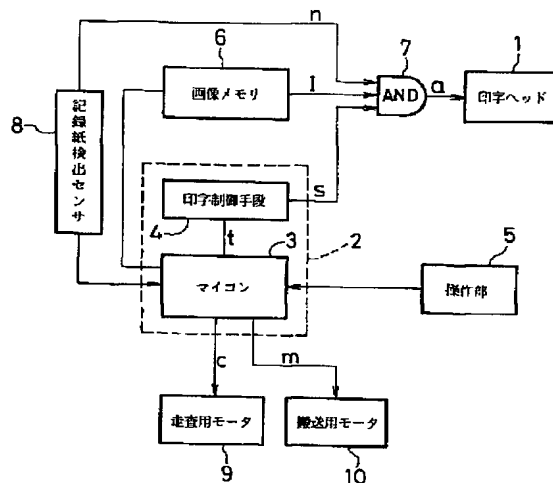 n
6
7
1
画像メモリ
I
AND
a
印字ヘッド
8
記録紙検出センサ
s
印字制御手段
4
t
3
2
5
マイコン
操作部
c
m
走査用モータ
搬送用モータ
9
10